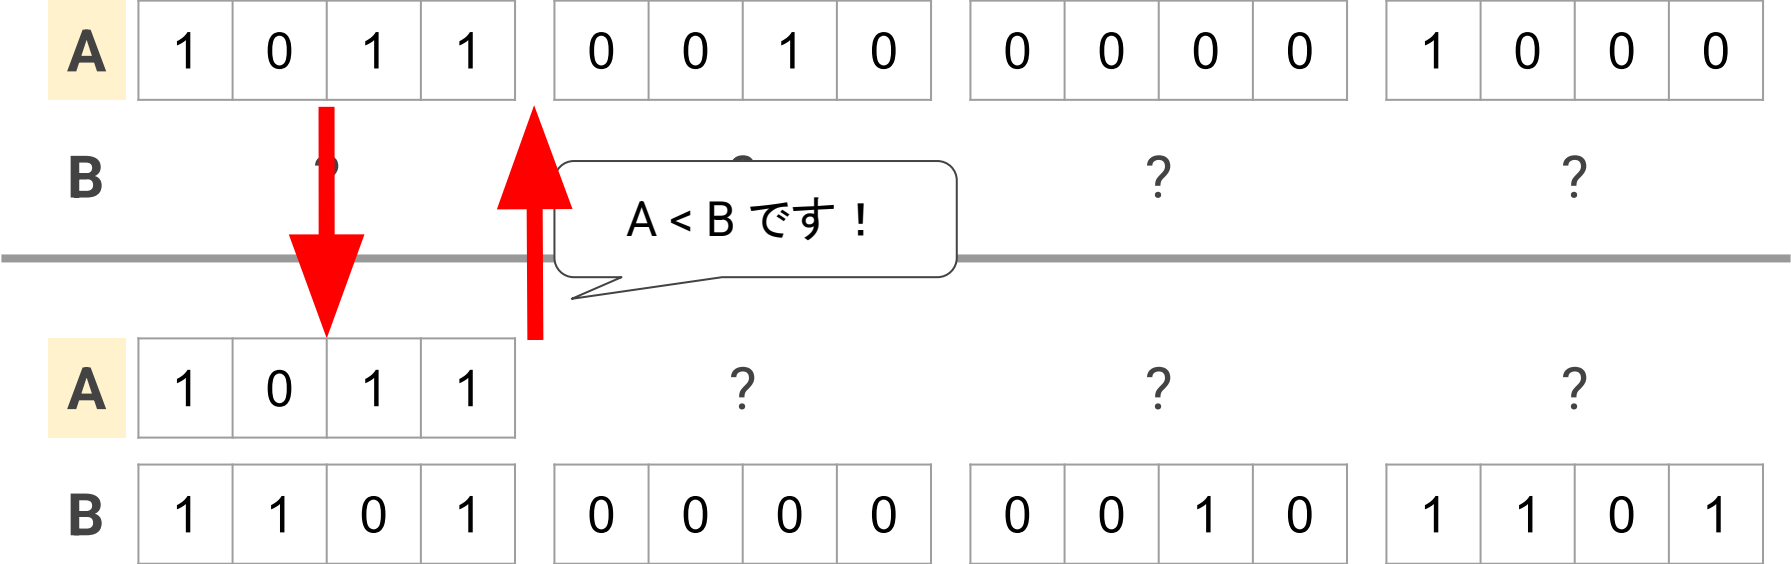 A 1 0 1 1 0 0 1 0 0 0 0 0 1 0 0 0
B ? ? ? ?
A < B です！
A 1 0 1 1 ? ? ?
B 1 1 0 1 0 0 0 0 0 0 1 0 1 1 0 1